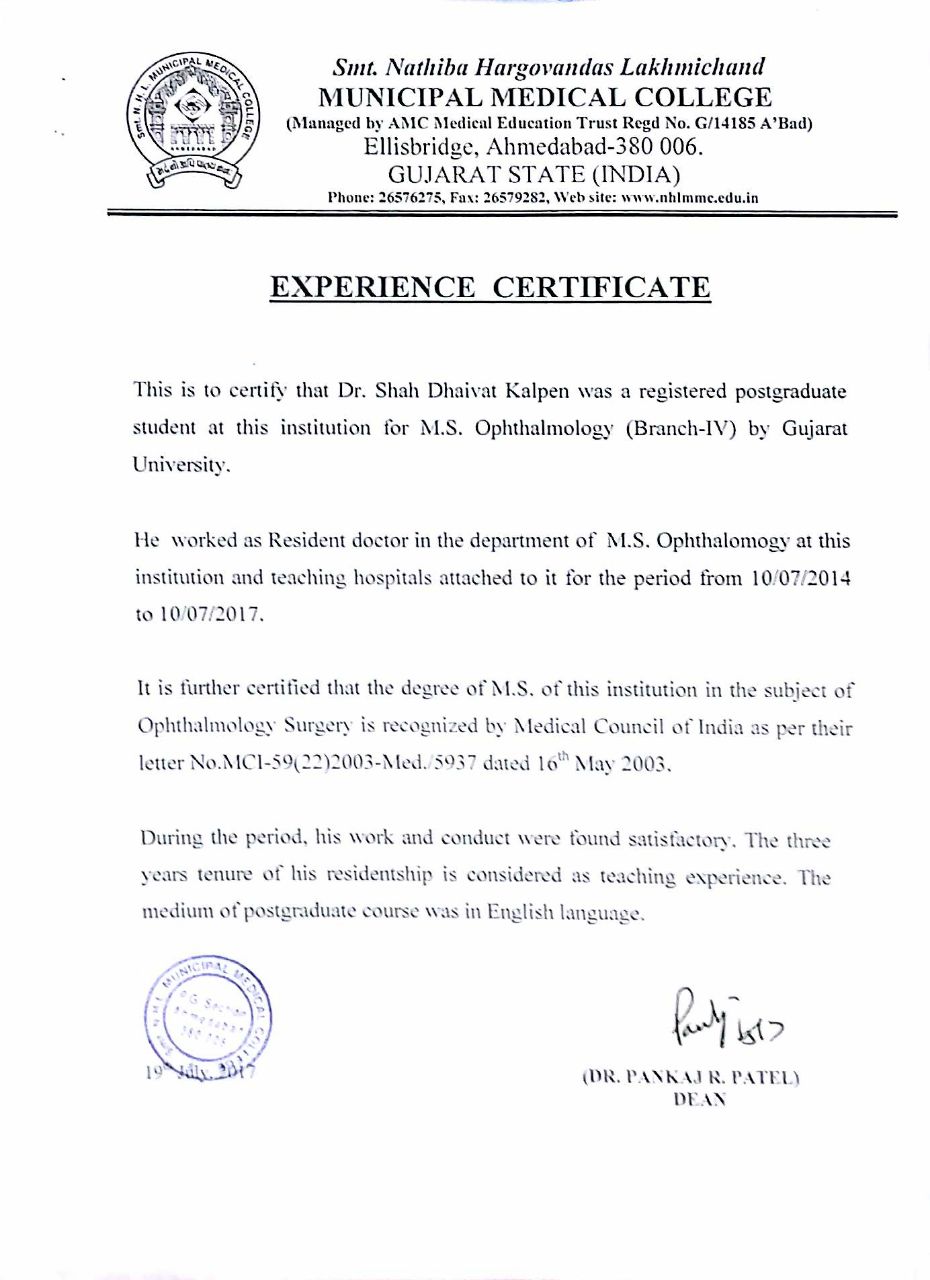 Smt. N. H. L. MUNICIPAL MEDICAL COLLEGE
AHMEDABAD
Smt. Nathiba Hargovandas Lakhmichand
MUNICIPAL MEDICAL COLLEGE
(Managed by AMC Medical Education Trust Regd No. G/14185 A'Bad)
Ellisbridge, Ahmedabad-380 006.
GUJARAT STATE (INDIA)
Phone: 26576275, Fax: 26579282, Web site: www.nhlmmc.edu.in
EXPERIENCE CERTIFICATE
This is to certify that Dr. Shah Dhaivat Kalpen was a registered postgraduate
student at this institution for M.S. Ophthalmology (Branch-IV) by Gujarat
University.
He worked as Resident doctor in the department of M.S. Ophthalomogy at this
institution and teaching hospitals attached to it for the period from 10/07/2014
to 10/07/2017.
It is further certified that the degree of M.S. of this institution in the subject of
Ophthalmology Surgery is recognized by Medical Council of India as per their
letter No.MCI-59(22)2003-Med./5937 dated 16th May 2003.
During the period, his work and conduct were found satisfactory. The three
years tenure of his residentship is considered as teaching experience. The
medium of postgraduate course was in English language.
Smt. N.H.L. MUNICIPAL MEDICAL COLLEGE
P.G. Section
Ahmedabad
380 006
19th July, 2017
(DR. PANKAJ R. PATEL)
DEAN